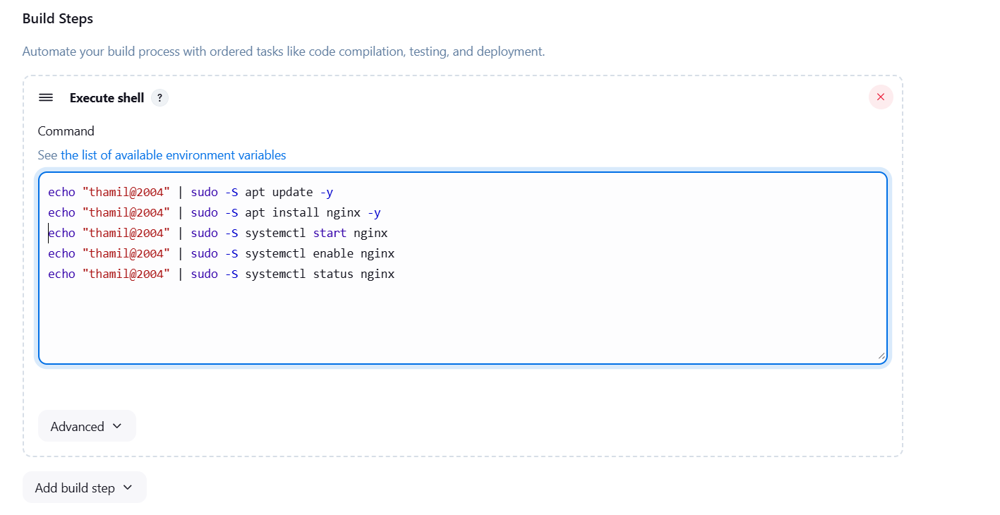 Build Steps
Automate your build process with ordered tasks like code compilation, testing, and deployment.
Execute shell ?
Command
See the list of available environment variables
echo "thamil@2004" | sudo -S apt update -y
echo "thamil@2004" | sudo -S apt install nginx -y
echo "thamil@2004" | sudo -S systemctl start nginx
echo "thamil@2004" | sudo -S systemctl enable nginx
echo "thamil@2004" | sudo -S systemctl status nginx
Advanced
Add build step